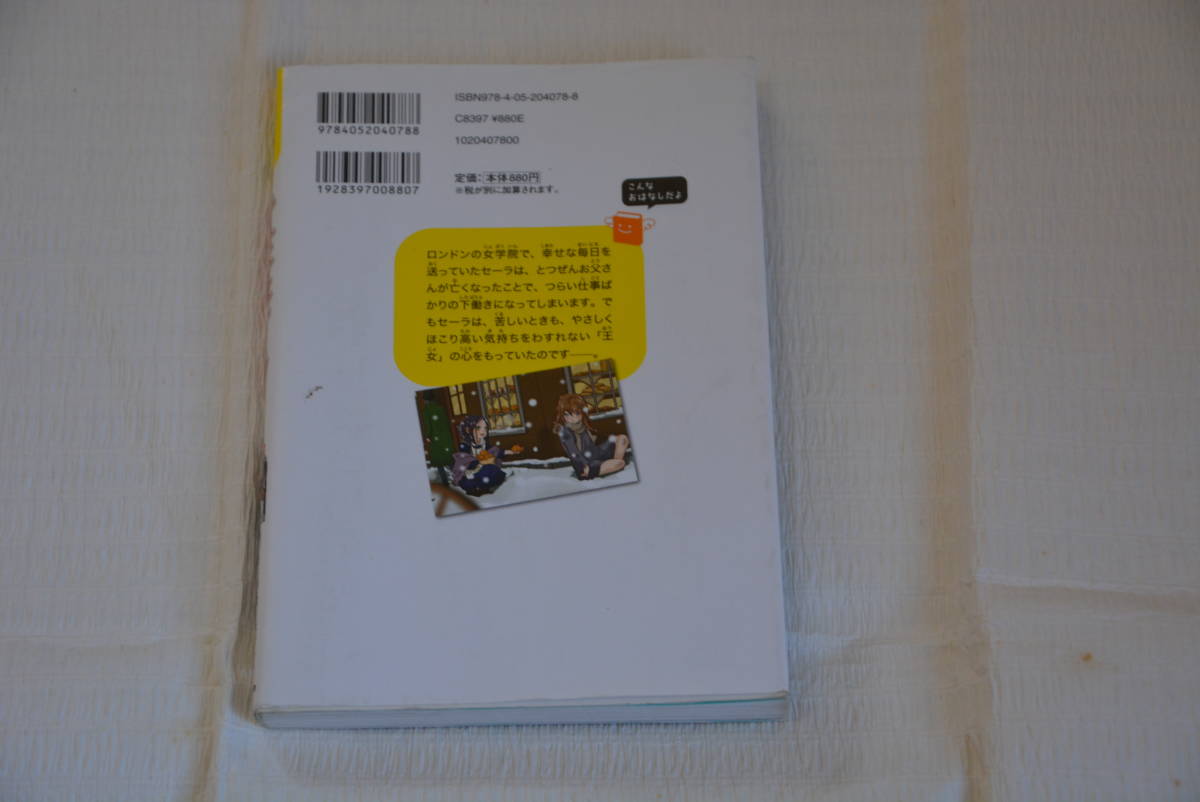 ISBN978-4-05-204078-8
9784052040788
C8397 ¥880E
1020407800
1928397008807
定価：本体880円
※税が別に加算されます。
こんな
おはなしだよ
ロンドンの女学院で、幸せな毎日を
送っていたセーラは、とつぜんお父さ
んが亡くなったことで、つらい仕事ば
かりの下働きになってしまいます。で
もセーラは、苦しいときも、やさしく
ほこり高い気持ちをわすれない「王
女」の心をもっていたのです——。